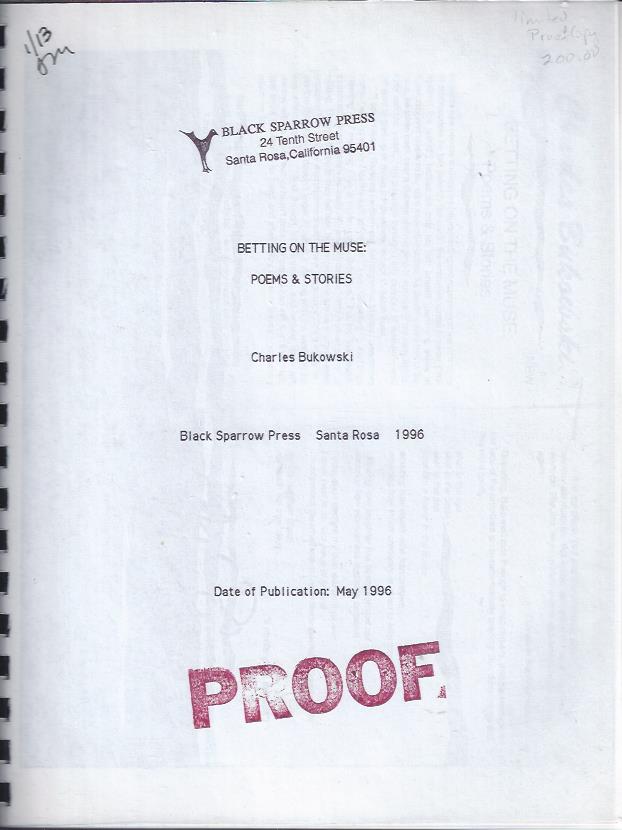 1/13
limited
Proof Copy
200.00
BLACK SPARROW PRESS
24 Tenth Street
Santa Rosa,California 95401
BETTING ON THE MUSE:
POEMS & STORIES
Charles Bukowski
Black Sparrow Press Santa Rosa 1996
Date of Publication: May 1996
PROOF